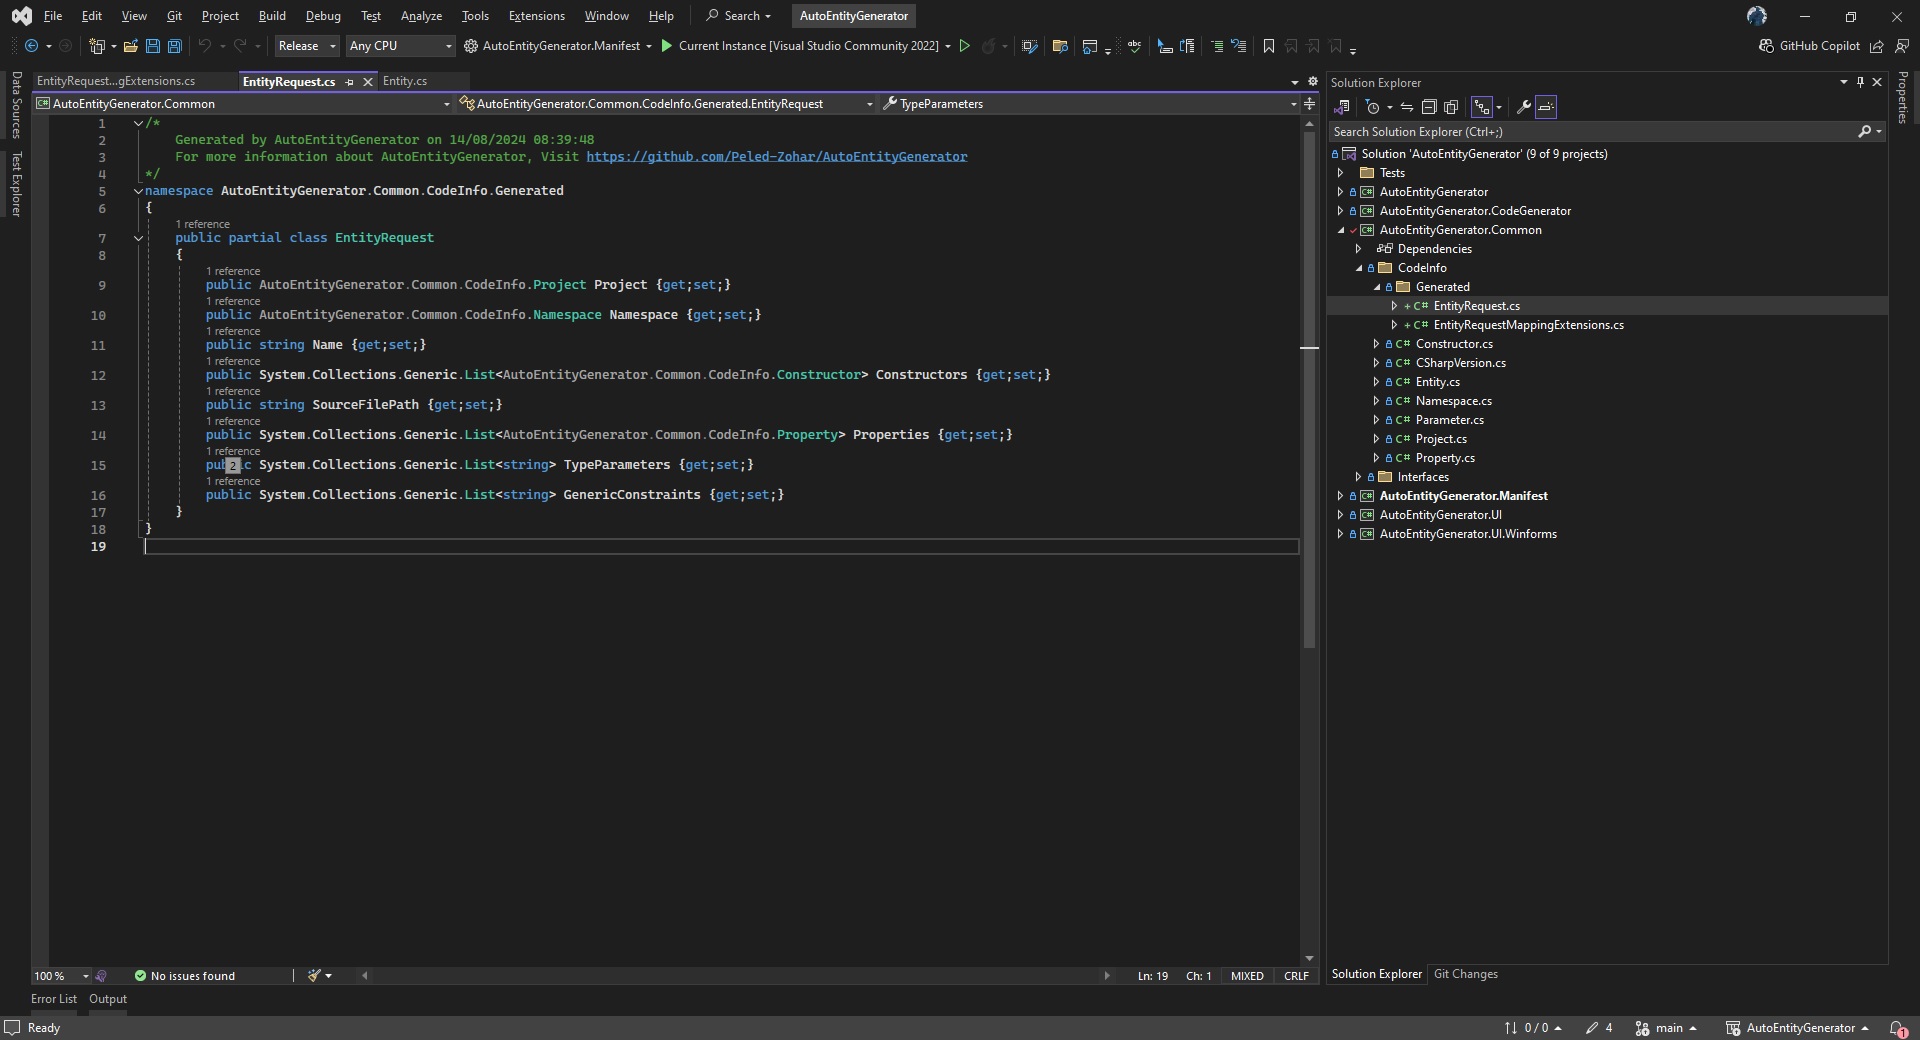 File Edit View Git Project Build Debug Test Analyze Tools Extensions Window Help Search AutoEntityGenerator
Release Any CPU AutoEntityGenerator.Manifest Current Instance [Visual Studio Community 2022] GitHub Copilot
Data Sources
Test Explorer
EntityRequest...gExtensions.cs EntityRequest.cs Entity.cs
AutoEntityGenerator.Common AutoEntityGenerator.Common.CodeInfo.Generated.EntityRequest TypeParameters
1 /*
2 Generated by AutoEntityGenerator on 14/08/2024 08:39:48
3 For more information about AutoEntityGenerator, Visit https://github.com/Peled-Zohar/AutoEntityGenerator
4 */
5 namespace AutoEntityGenerator.Common.CodeInfo.Generated
6 {
1 reference
7 public partial class EntityRequest
8 {
1 reference
9 public AutoEntityGenerator.Common.CodeInfo.Project Project {get;set;}
1 reference
10 public AutoEntityGenerator.Common.CodeInfo.Namespace Namespace {get;set;}
1 reference
11 public string Name {get;set;}
1 reference
12 public System.Collections.Generic.List<AutoEntityGenerator.Common.CodeInfo.Constructor> Constructors {get;set;}
1 reference
13 public string SourceFilePath {get;set;}
1 reference
14 public System.Collections.Generic.List<AutoEntityGenerator.Common.CodeInfo.Property> Properties {get;set;}
1 reference
15 pub2c System.Collections.Generic.List<string> TypeParameters {get;set;}
1 reference
16 public System.Collections.Generic.List<string> GenericConstraints {get;set;}
17 }
18 }
19
100 % No issues found Ln: 19 Ch: 1 MIXED CRLF
Error List Output
Solution Explorer
Search Solution Explorer (Ctrl+;)
Solution 'AutoEntityGenerator' (9 of 9 projects)
Tests
C# AutoEntityGenerator
C# AutoEntityGenerator.CodeGenerator
C# AutoEntityGenerator.Common
Dependencies
CodeInfo
Generated
+ C# EntityRequest.cs
+ C# EntityRequestMappingExtensions.cs
C# Constructor.cs
C# CSharpVersion.cs
C# Entity.cs
C# Namespace.cs
C# Parameter.cs
C# Project.cs
C# Property.cs
Interfaces
C# AutoEntityGenerator.Manifest
C# AutoEntityGenerator.UI
C# AutoEntityGenerator.UI.Winforms
Solution Explorer Git Changes
Properties
Ready 0 / 0 4 main AutoEntityGenerator 1